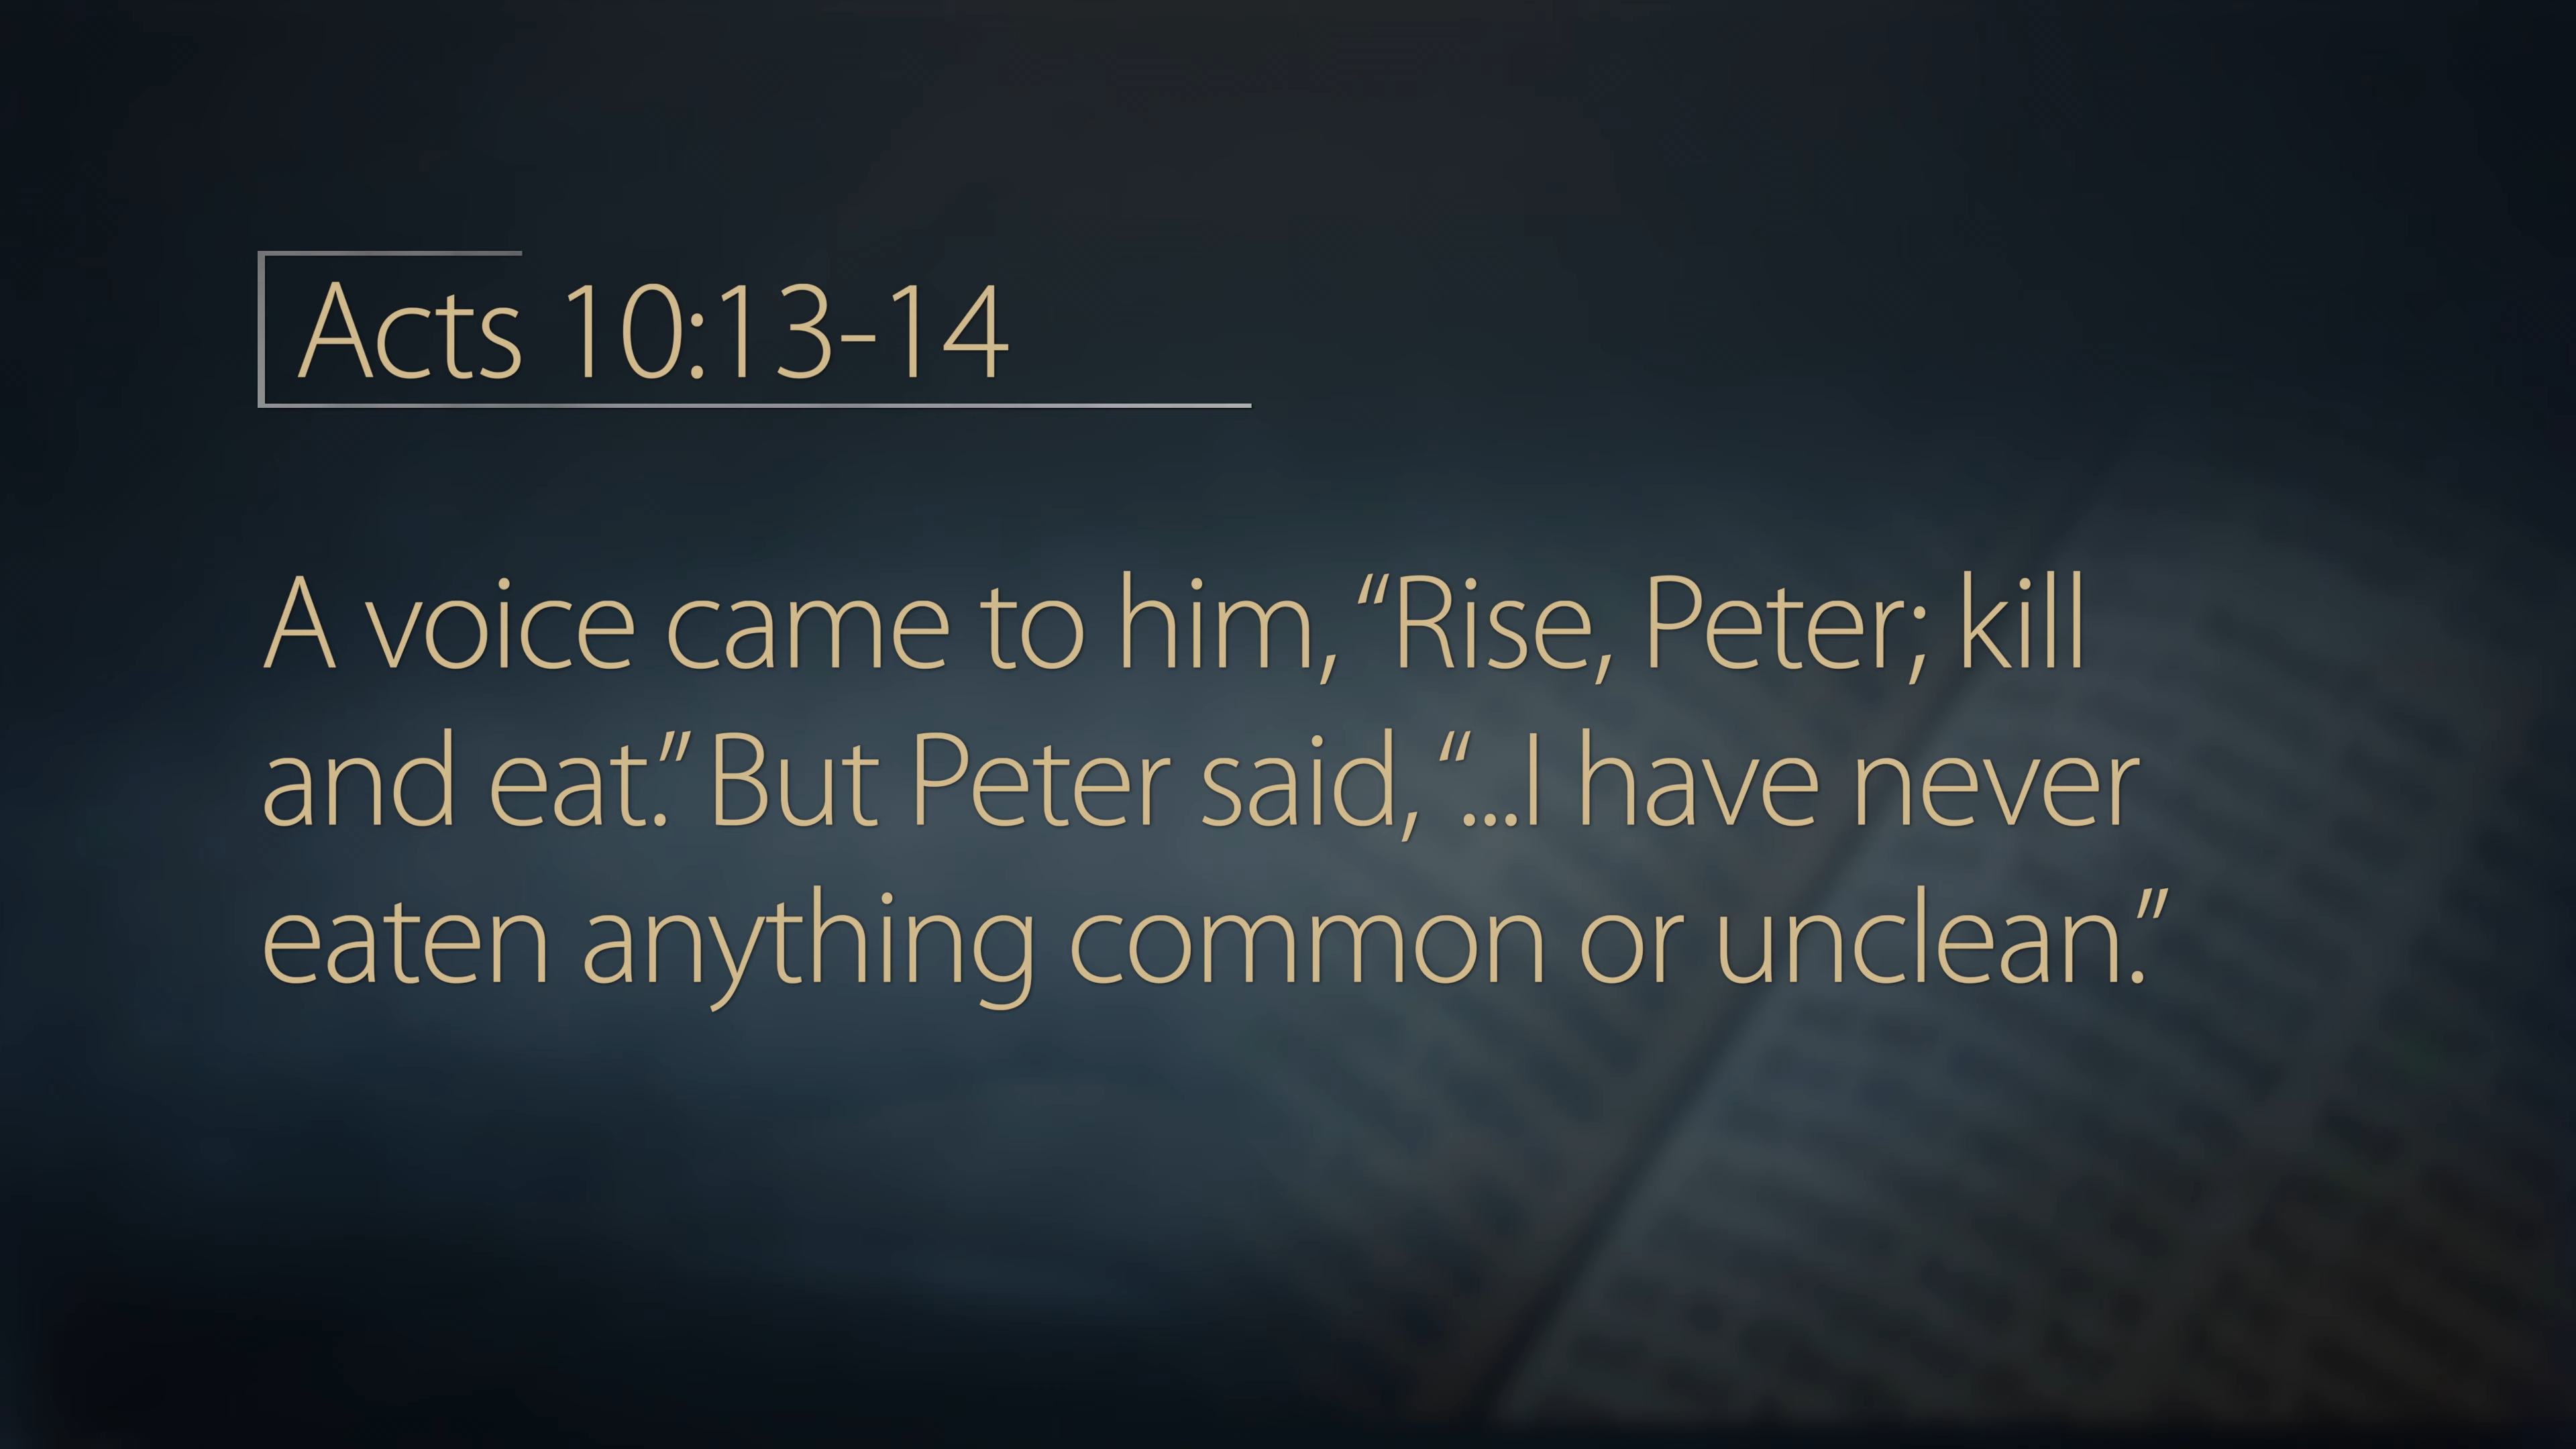 Acts 10:13-14
A voice came to him, “Rise, Peter; kill
and eat.” But Peter said, “...I have never
eaten anything common or unclean.”